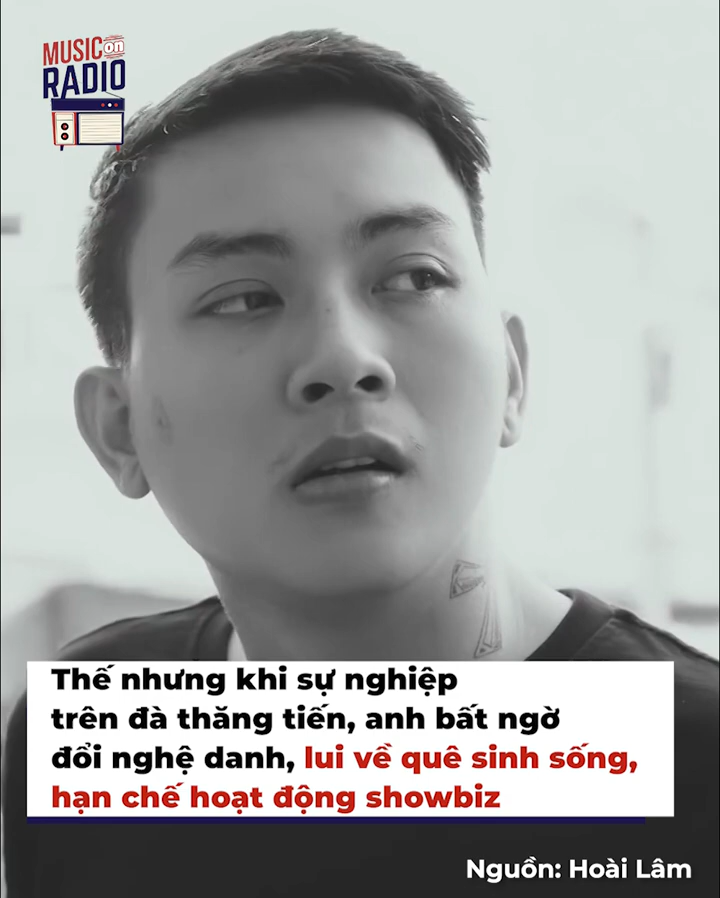 MUSIC on
RADIO
Thế nhưng khi sự nghiệp
trên đà thăng tiến, anh bất ngờ
đổi nghệ danh, lui về quê sinh sống,
hạn chế hoạt động showbiz
Nguồn: Hoài Lâm